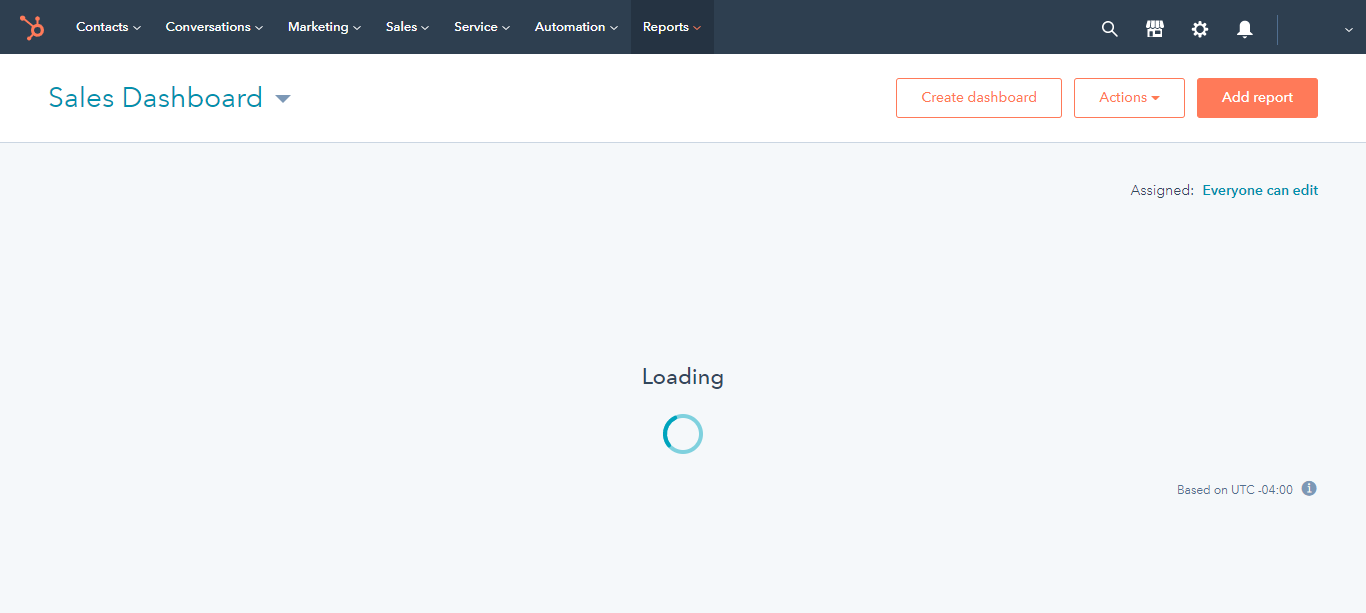 Contacts Conversations Marketing Sales Service Automation Reports
Sales Dashboard Create dashboard Actions Add report
Assigned: Everyone can edit
Loading
Based on UTC -04:00